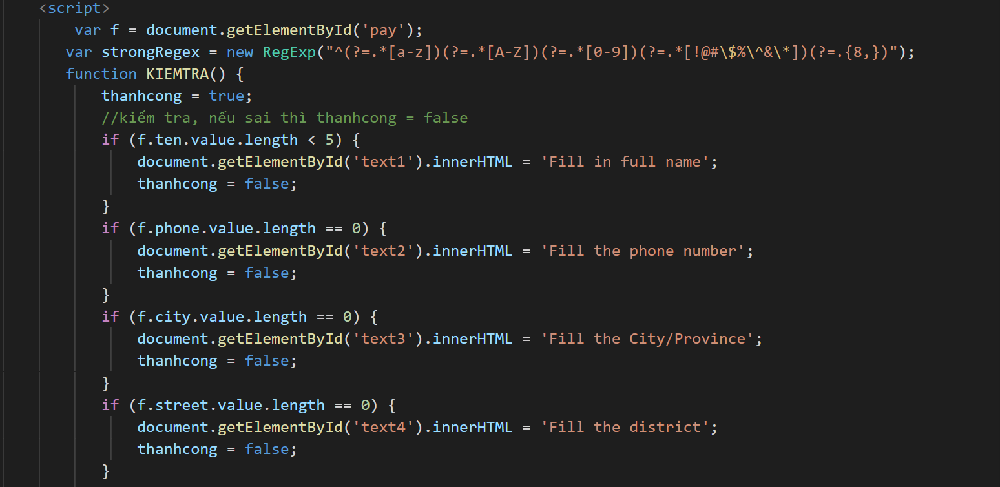 <script>
var f = document.getElementById('pay');
var strongRegex = new RegExp("^(?=.*[a-z])(?=.*[A-Z])(?=.*[0-9])(?=.*[!@#\$%\^&\*])(?=.{8,})");
function KIEMTRA() {
thanhcong = true;
//kiểm tra, nếu sai thì thanhcong = false
if (f.ten.value.length < 5) {
document.getElementById('text1').innerHTML = 'Fill in full name';
thanhcong = false;
}
if (f.phone.value.length == 0) {
document.getElementById('text2').innerHTML = 'Fill the phone number';
thanhcong = false;
}
if (f.city.value.length == 0) {
document.getElementById('text3').innerHTML = 'Fill the City/Province';
thanhcong = false;
}
if (f.street.value.length == 0) {
document.getElementById('text4').innerHTML = 'Fill the district';
thanhcong = false;
}